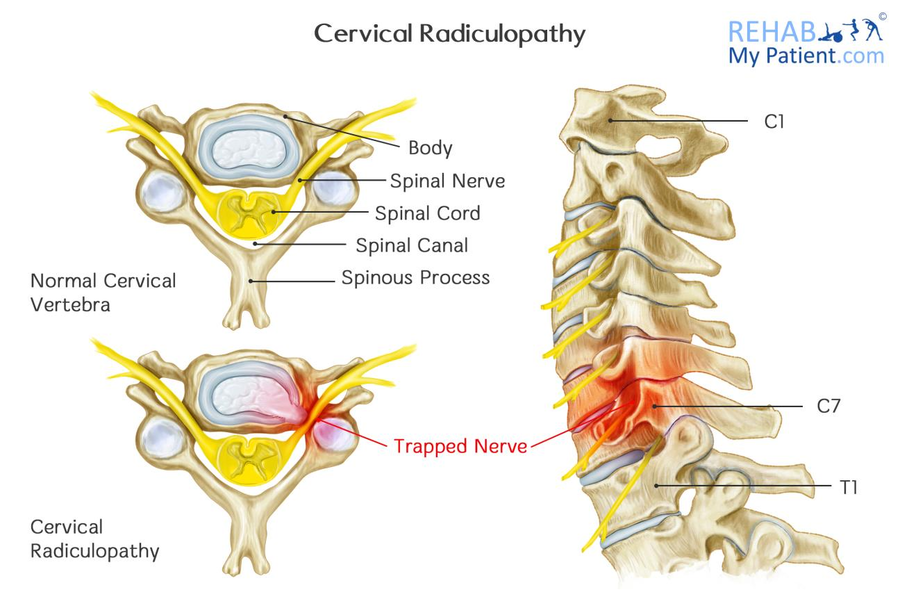 Cervical Radiculopathy
REHAB
©
My Patient.com
C1
Body
Spinal Nerve
Spinal Cord
Spinal Canal
Spinous Process
Normal Cervical
Vertebra
C7
Trapped Nerve
T1
Cervical
Radiculopathy